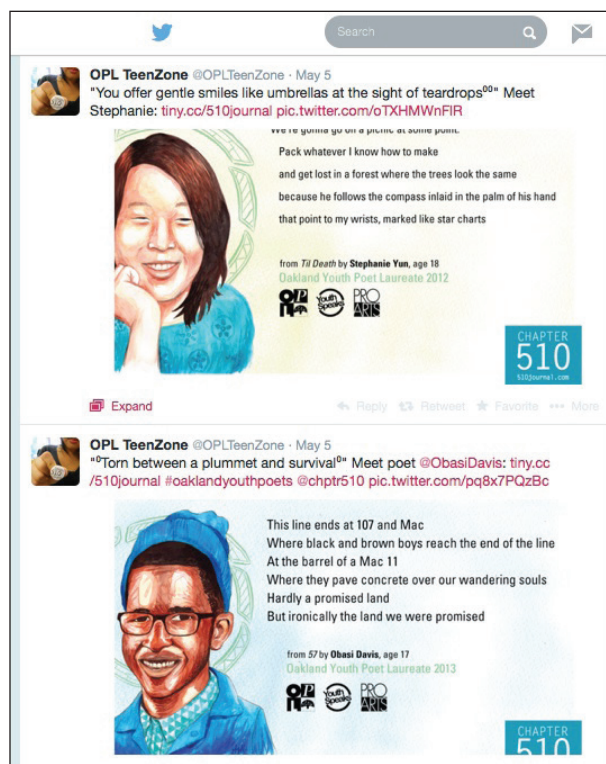 Search
OPL TeenZone @OPLTeenZone · May 5
"You offer gentle smiles like umbrellas at the sight of teardrops⁰⁰" Meet
Stephanie: tiny.cc/510journal pic.twitter.com/oTXHMWnFlR
We're gonna go on a picnic at some point.
Pack whatever I know how to make
and get lost in a forest where the trees look the same
because he follows the compass inlaid in the palm of his hand
that point to my wrists, marked like star charts
from Til Death by Stephanie Yun, age 18
Oakland Youth Poet Laureate 2012
OPL Youth Speaks PRO ARTS
CHAPTER
510
510journal.com
Expand Reply Retweet Favorite More
OPL TeenZone @OPLTeenZone · May 5
"⁰Torn between a plummet and survival⁰" Meet poet @ObasiDavis: tiny.cc
/510journal #oaklandyouthpoets @chptr510 pic.twitter.com/pq8x7PQzBc
This line ends at 107 and Mac
Where black and brown boys reach the end of the line
At the barrel of a Mac 11
Where they pave concrete over our wandering souls
Hardly a promised land
But ironically the land we were promised
from 57 by Obasi Davis, age 17
Oakland Youth Poet Laureate 2013
OPL Youth Speaks PRO ARTS
CHAPTER
510